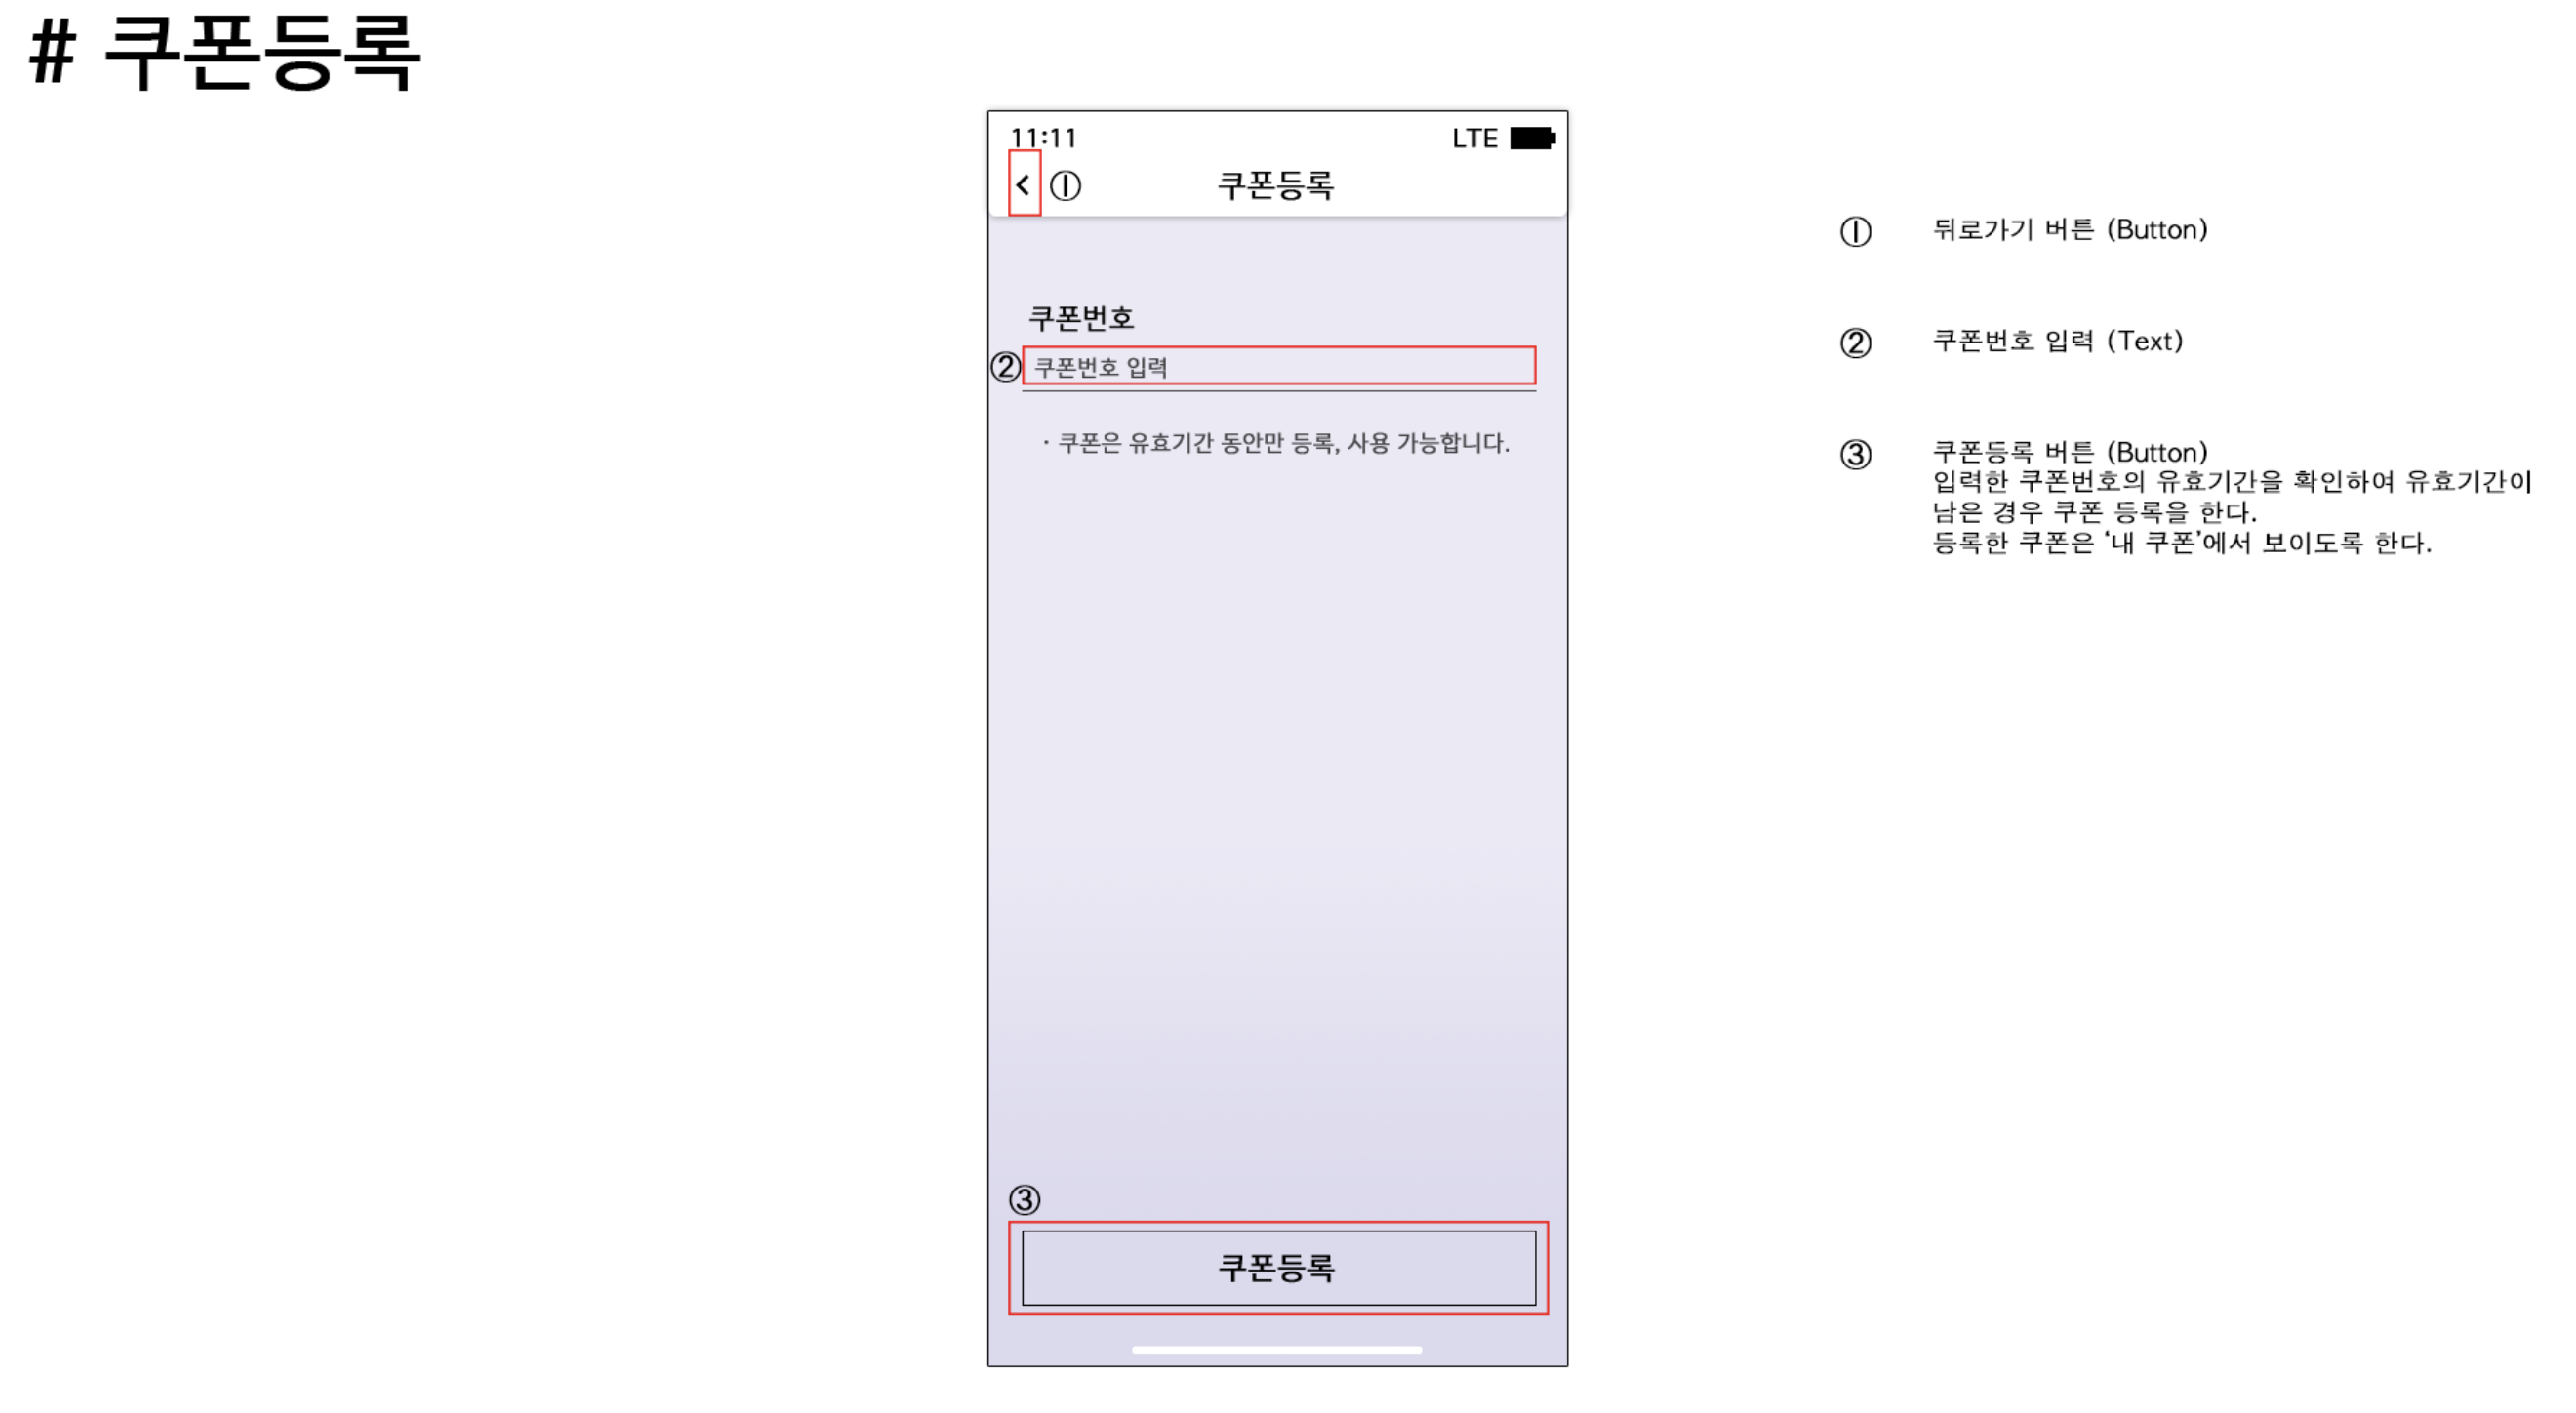 # 쿠폰등록
11:11 LTE
< ① 쿠폰등록
쿠폰번호
② 쿠폰번호 입력
· 쿠폰은 유효기간 동안만 등록, 사용 가능합니다.
③
쿠폰등록
① 뒤로가기 버튼 (Button)
② 쿠폰번호 입력 (Text)
③ 쿠폰등록 버튼 (Button)
입력한 쿠폰번호의 유효기간을 확인하여 유효기간이
남은 경우 쿠폰 등록을 한다.
등록한 쿠폰은 ‘내 쿠폰’에서 보이도록 한다.